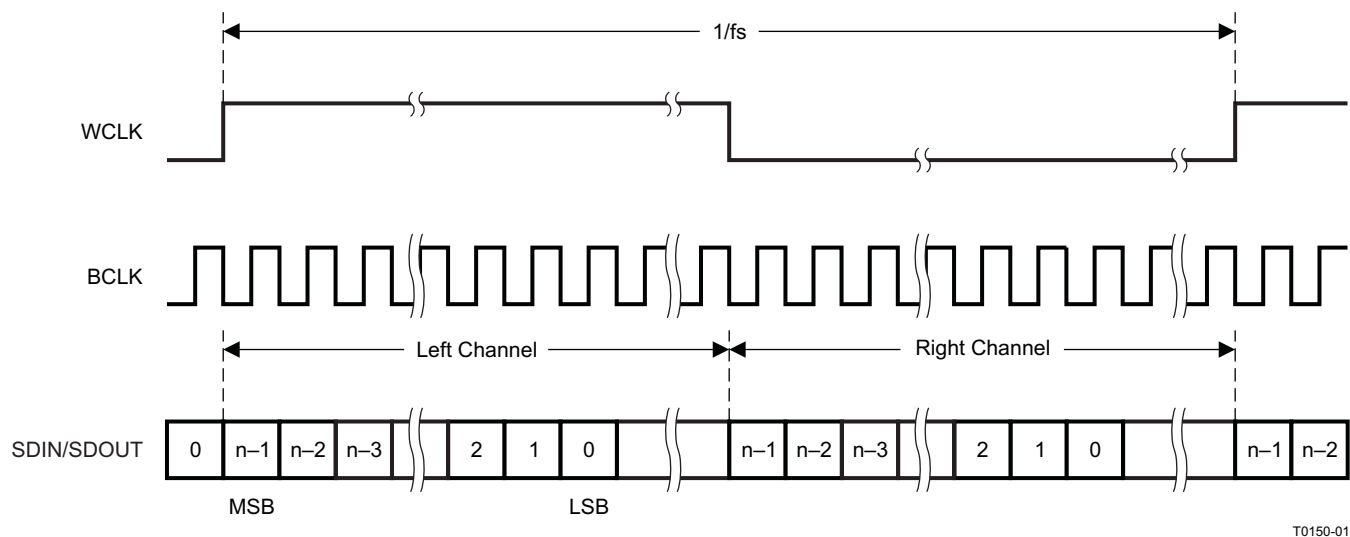 1/fs
WCLK
BCLK
Left Channel
Right Channel
SDIN/SDOUT 0 n–1 n–2 n–3 2 1 0 n–1 n–2 n–3 2 1 0 n–1 n–2
MSB LSB
T0150-01